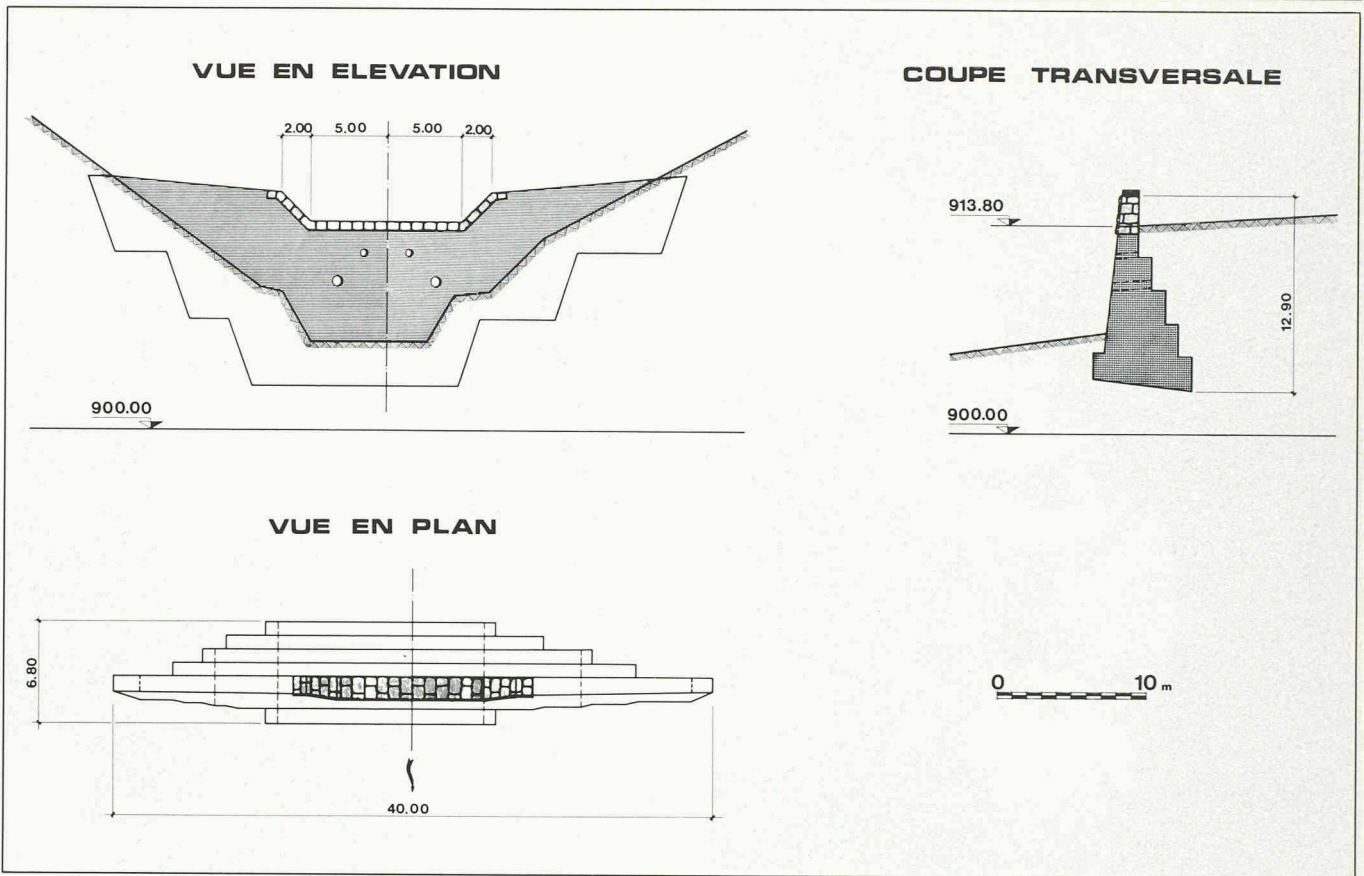 VUE EN ELEVATION
2.00 5.00 5.00 2.00
900.00
COUPE TRANSVERSALE
913.80
12.90
900.00
VUE EN PLAN
6.80
40.00
0 10 m